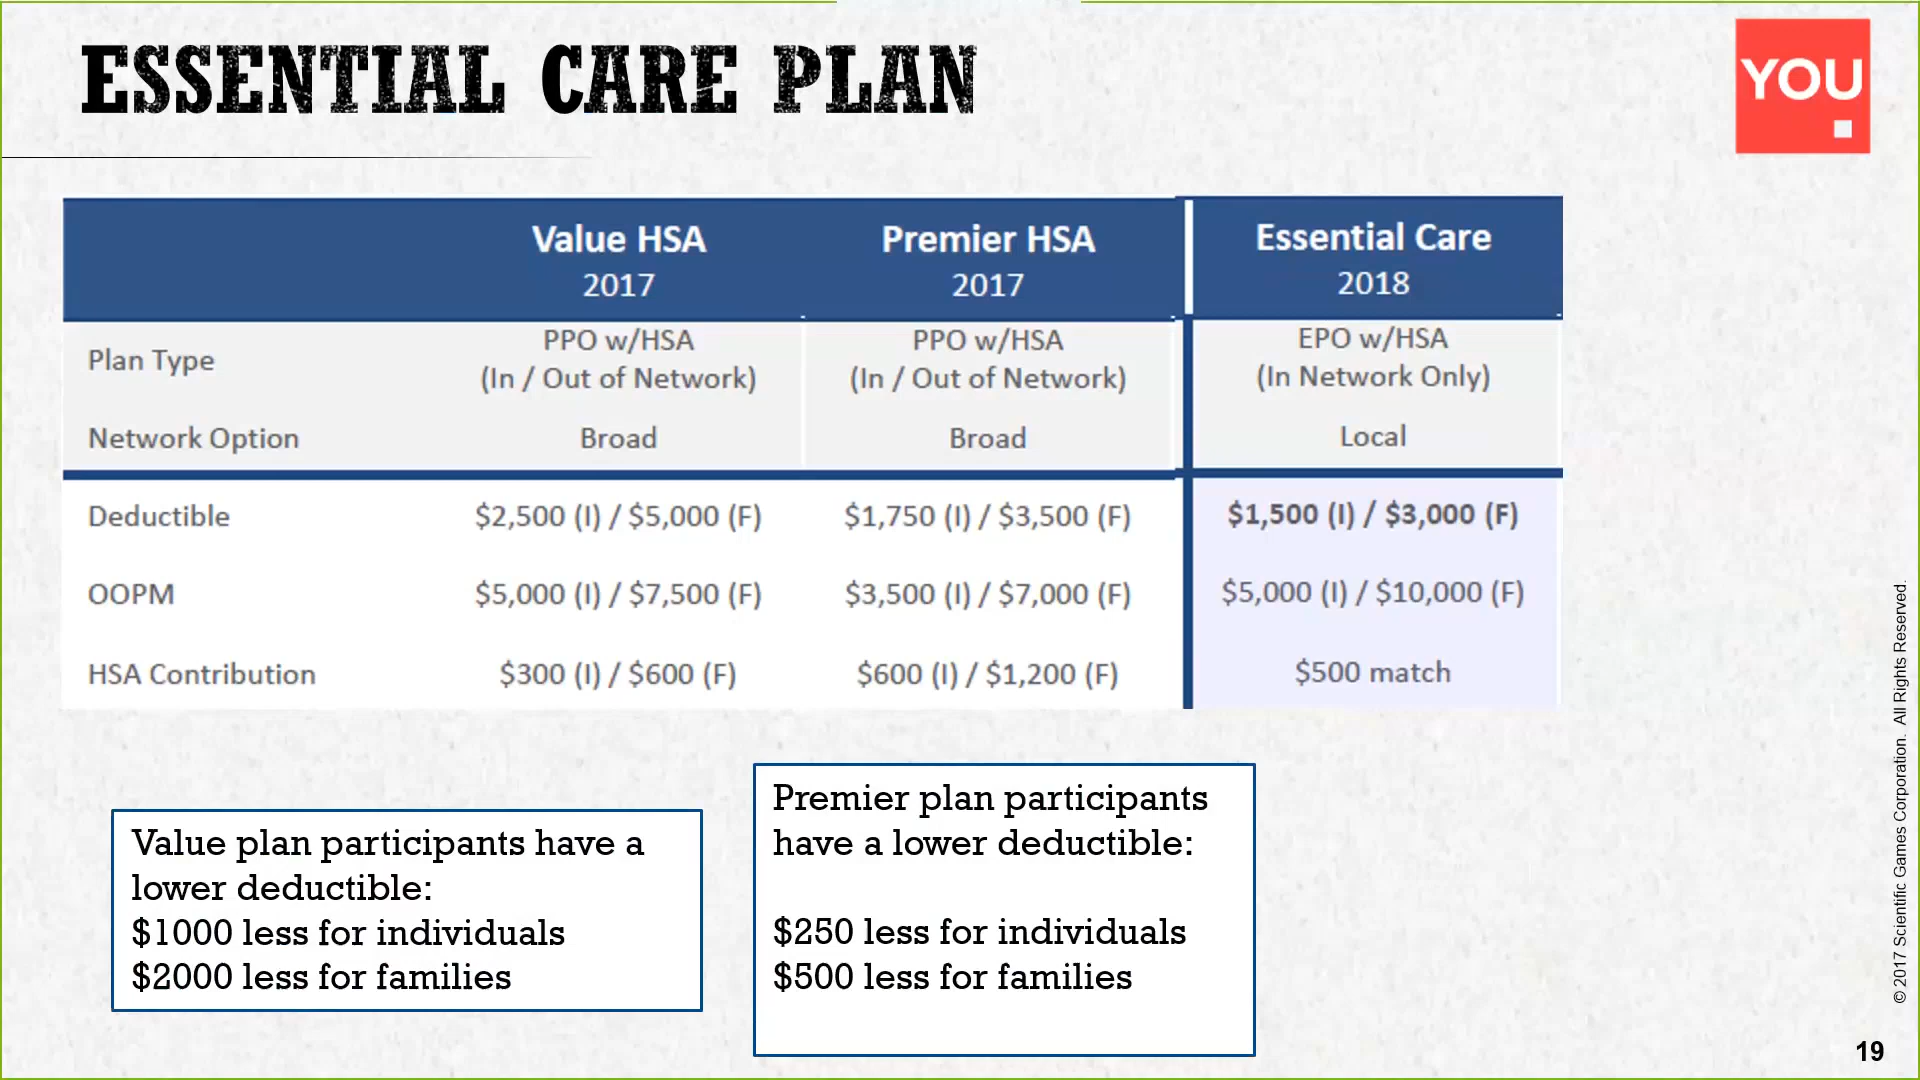 ESSENTIAL CARE PLAN
YOU
Value HSA
2017
Premier HSA
2017
Essential Care
2018
Plan Type
PPO w/HSA
(In / Out of Network)
PPO w/HSA
(In / Out of Network)
EPO w/HSA
(In Network Only)
Network Option
Broad
Broad
Local
Deductible
$2,500 (I) / $5,000 (F)
$1,750 (I) / $3,500 (F)
$1,500 (I) / $3,000 (F)
OOPM
$5,000 (I) / $7,500 (F)
$3,500 (I) / $7,000 (F)
$5,000 (I) / $10,000 (F)
HSA Contribution
$300 (I) / $600 (F)
$600 (I) / $1,200 (F)
$500 match
Value plan participants have a
lower deductible:
$1000 less for individuals
$2000 less for families
Premier plan participants
have a lower deductible:
$250 less for individuals
$500 less for families
© 2017 Scientific Games Corporation. All Rights Reserved.
19